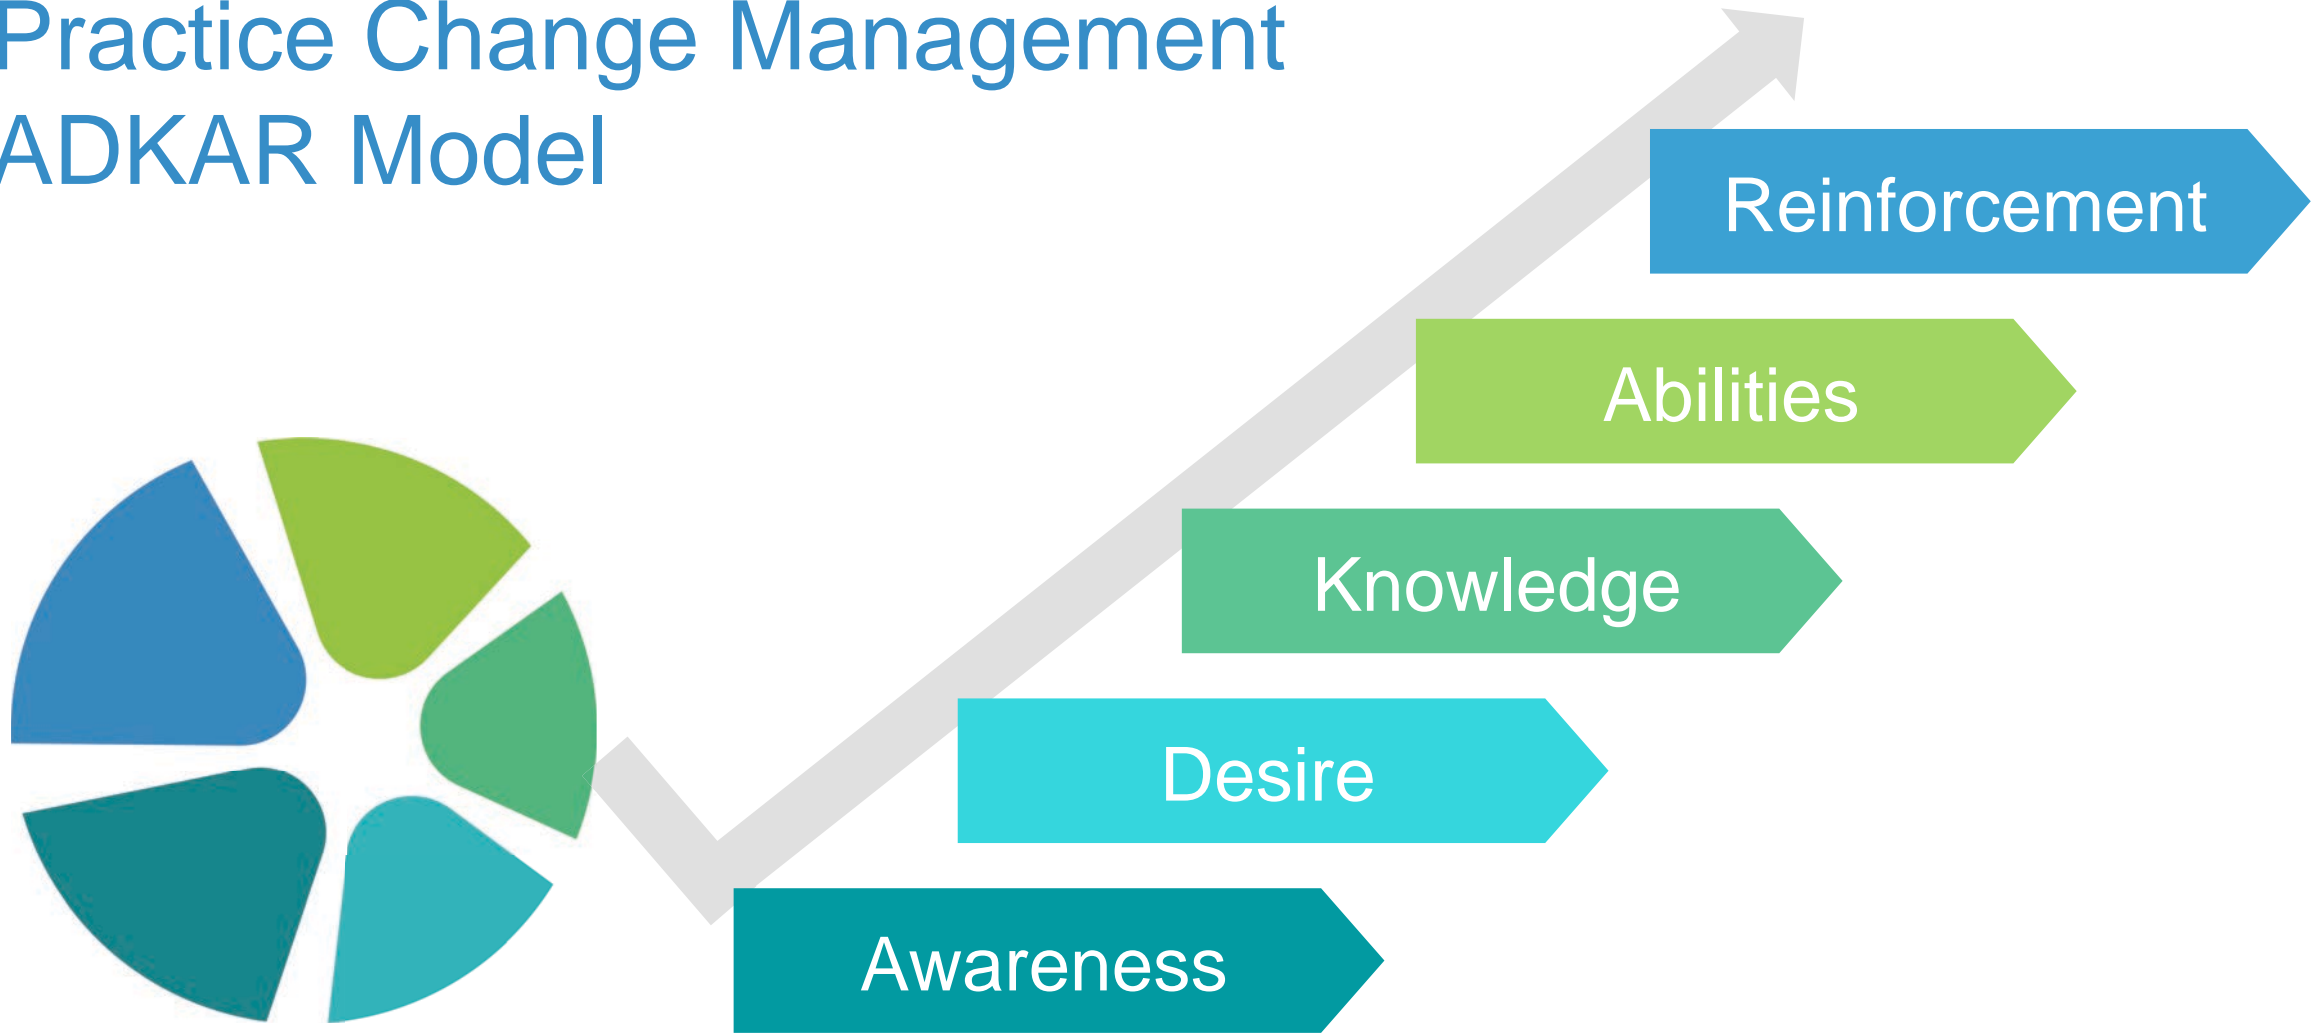 Practice Change Management
ADKAR Model
Reinforcement
Abilities
Knowledge
Desire
Awareness